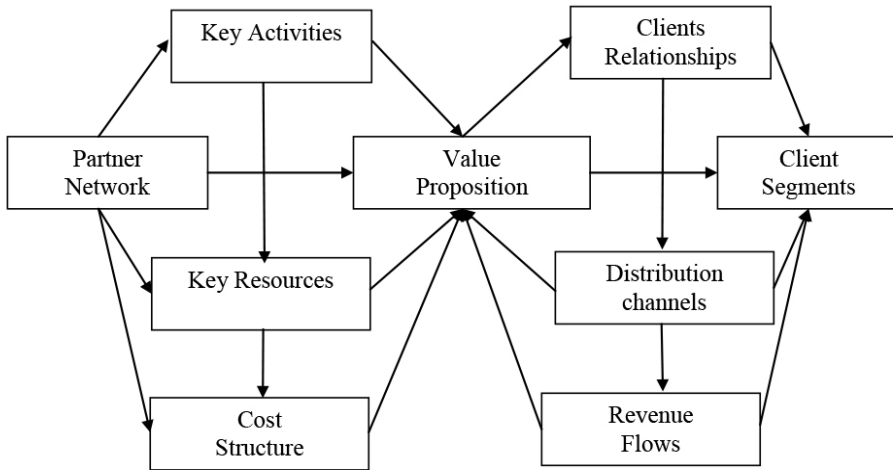 Key Activities
Clients
Relationships
Partner
Network
Value
Proposition
Client
Segments
Key Resources
Distribution
channels
Cost
Structure
Revenue
Flows